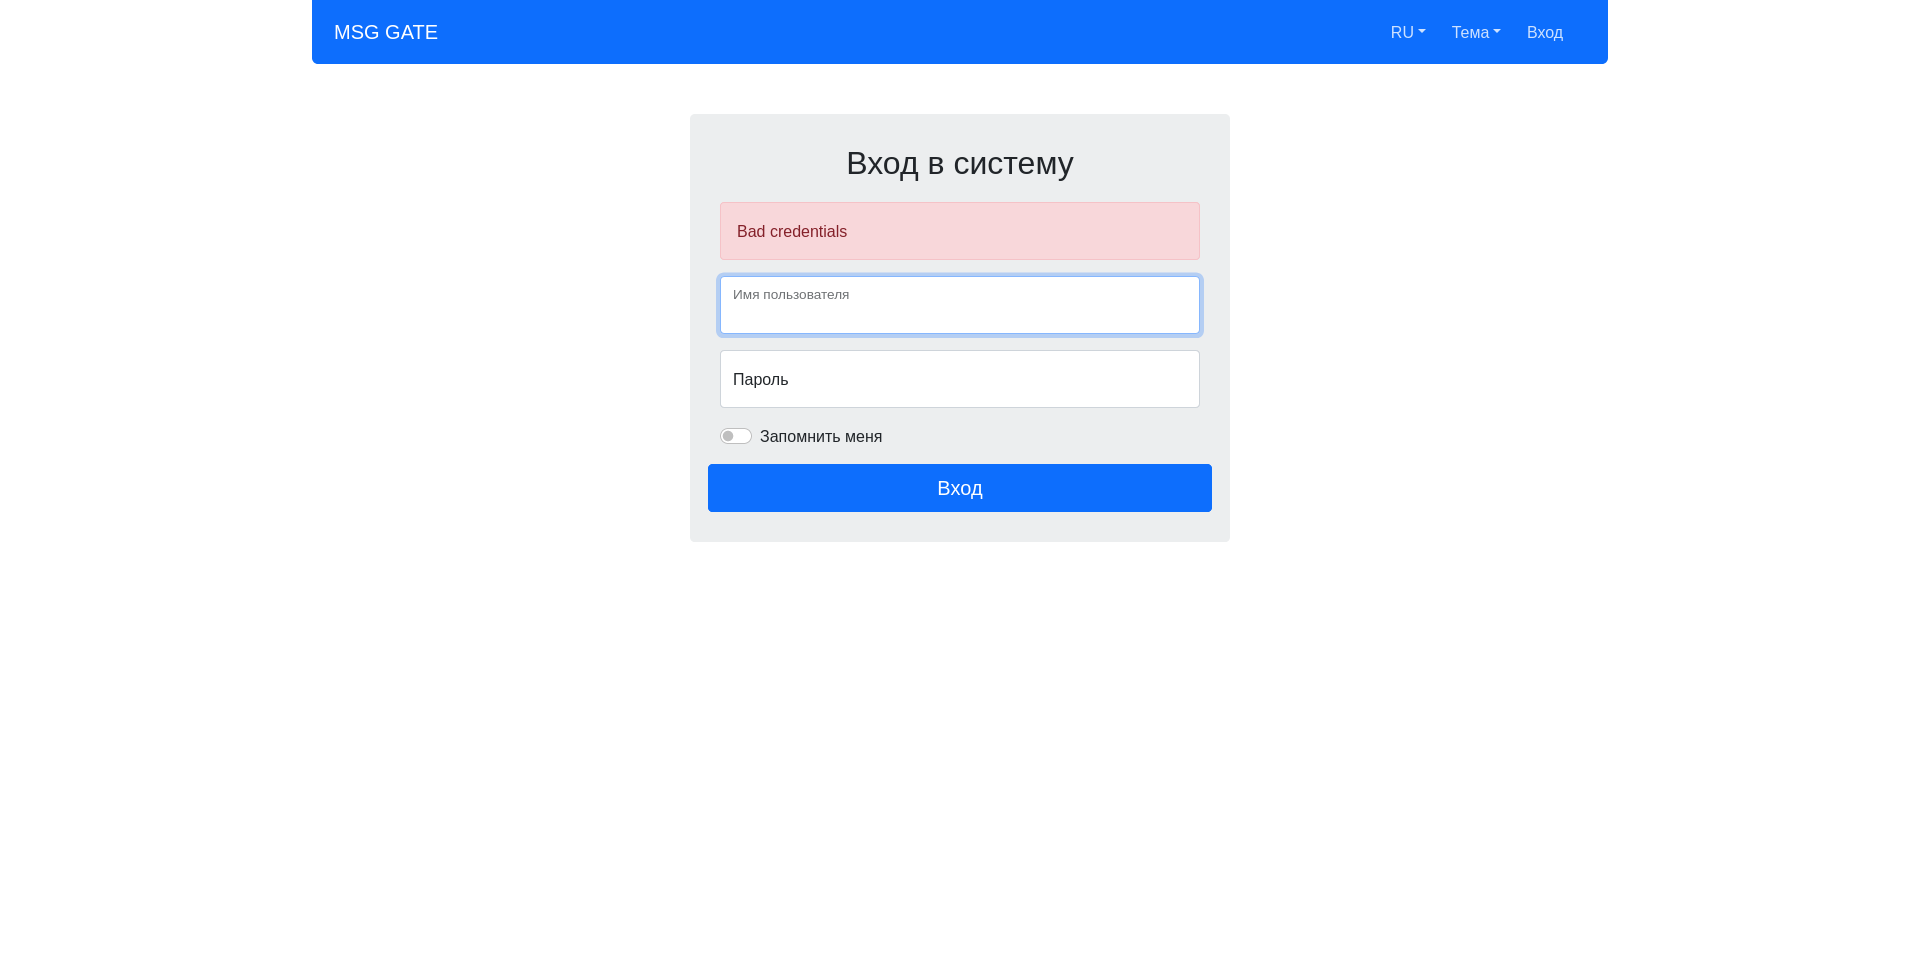 MSG GATE
RU
Тема
Вход
Вход в систему
Bad credentials
Имя пользователя
Пароль
Запомнить меня
Вход